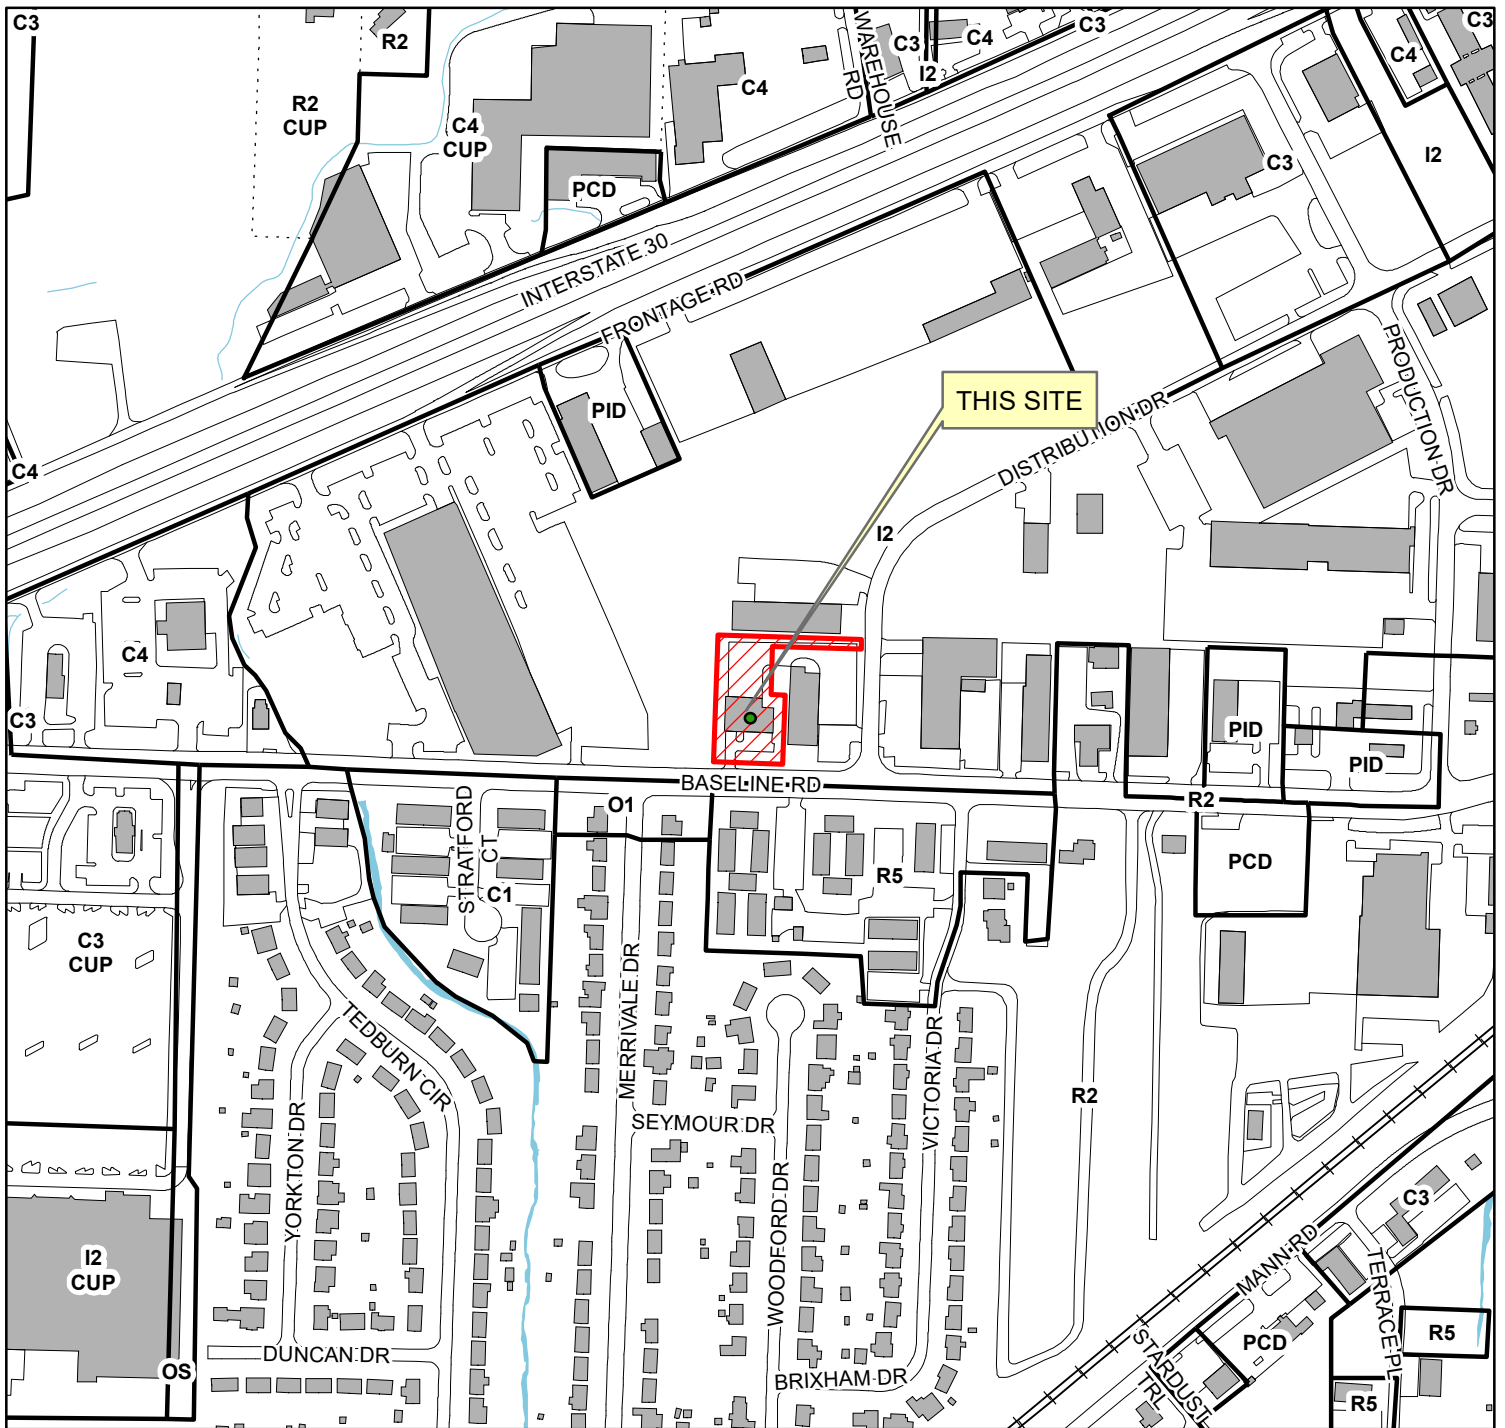 C3
R2
WAREHOUSE
RD
C3
C4
C3
C3
I2
C4
R2
CUP
C4
CUP
C4
PCD
C3
I2
INTERSTATE 30
FRONTAGE RD
PRODUCTION DR
THIS SITE
PID
DISTRIBUTION DR
C4
I2
C4
C3
PID
PID
BASELINE RD
R2
O1
STRATFORD
CT
C1
R5
PCD
C3
CUP
MERRIVALE DR
TEDBURN CIR
VICTORIA DR
R2
SEYMOUR DR
YORKTON DR
WOODFORD DR
C3
MANN RD
TERRACE PL
I2
CUP
R5
PCD
STARDUST
TRL
DUNCAN DR
OS
BRIXHAM DR
R5